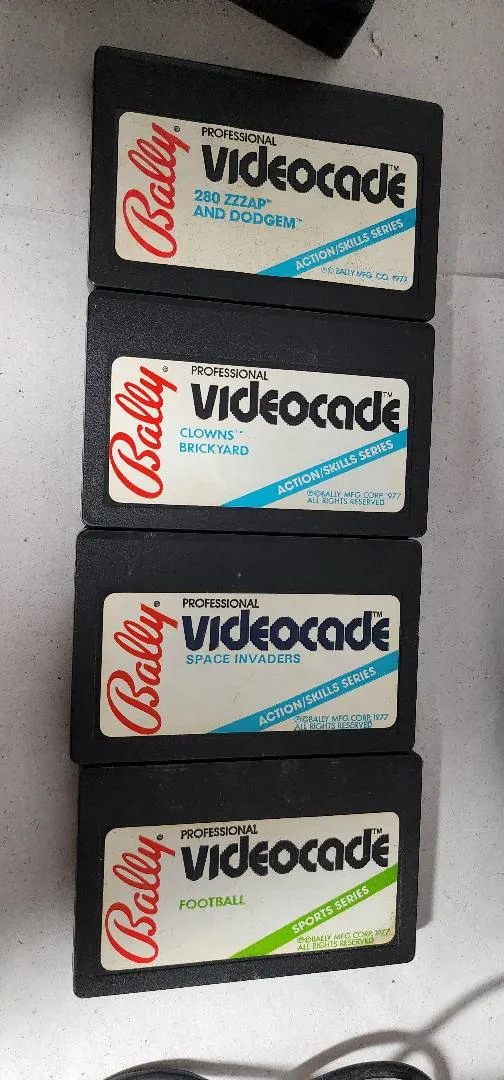 Bally®
PROFESSIONAL
VIDEOCADE™
280 ZZZAP™
AND DODGEM™
ACTION/SKILLS SERIES
℗© BALLY MFG. CO. 1977
Bally®
PROFESSIONAL
VIDEOCADE™
CLOWNS™
BRICKYARD
ACTION/SKILLS SERIES
℗©BALLY MFG. CORP. 1977
ALL RIGHTS RESERVED
Bally®
PROFESSIONAL
VIDEOCADE™
SPACE INVADERS
ACTION/SKILLS SERIES
℗©BALLY MFG. CORP. 1977
ALL RIGHTS RESERVED
Bally®
PROFESSIONAL
VIDEOCADE™
FOOTBALL
SPORTS SERIES
℗©BALLY MFG. CORP. 1977
ALL RIGHTS RESERVED